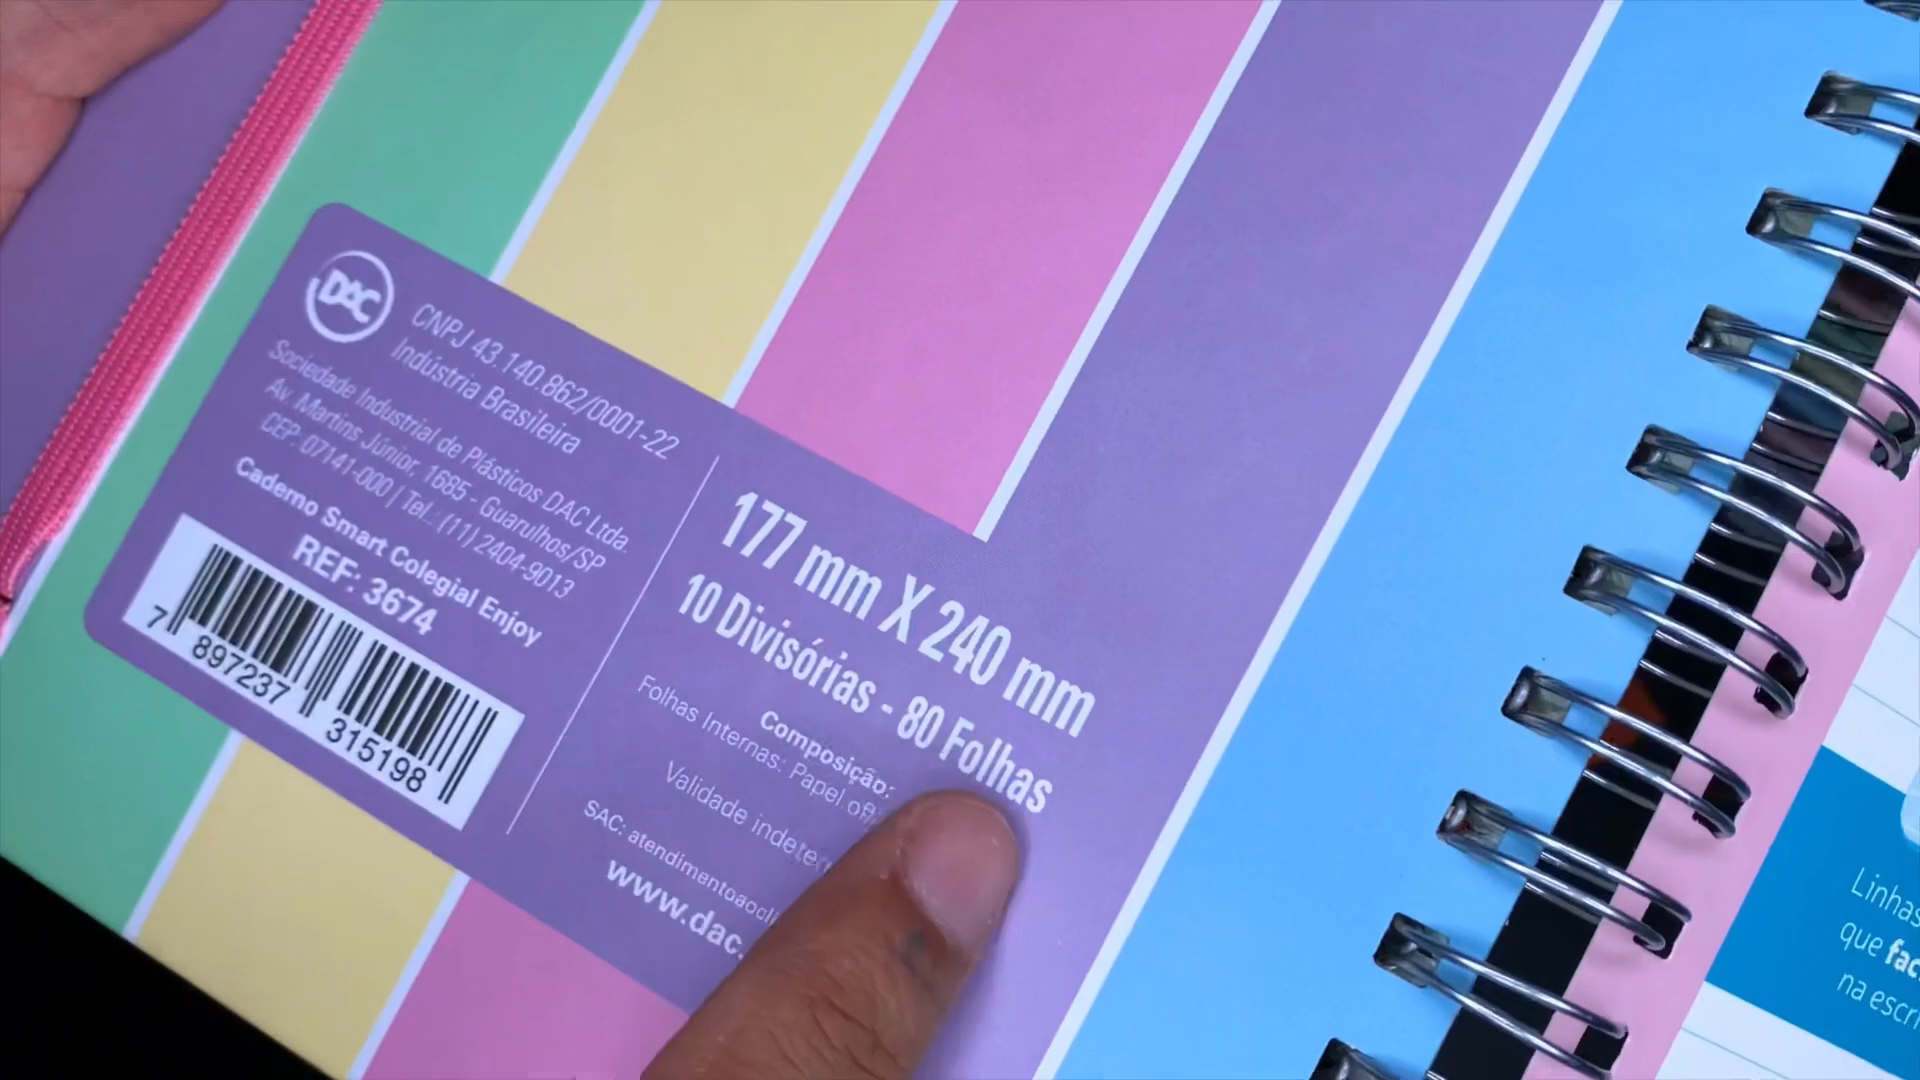 DAC
CNPJ 43.140.862/0001-22
Indústria Brasileira
Sociedade Industrial de Plásticos DAC Ltda.
Av. Martins Júnior, 1685 - Guarulhos/SP
CEP: 07141-000 | Tel.: (11) 2404-9013
Caderno Smart Colegial Enjoy
REF: 3674
7 897237 315198
177 mm X 240 mm
10 Divisórias - 80 Folhas
Composição:
Folhas Internas: Papel
Validade
SAC:
www.dac.
Linhas
que
na